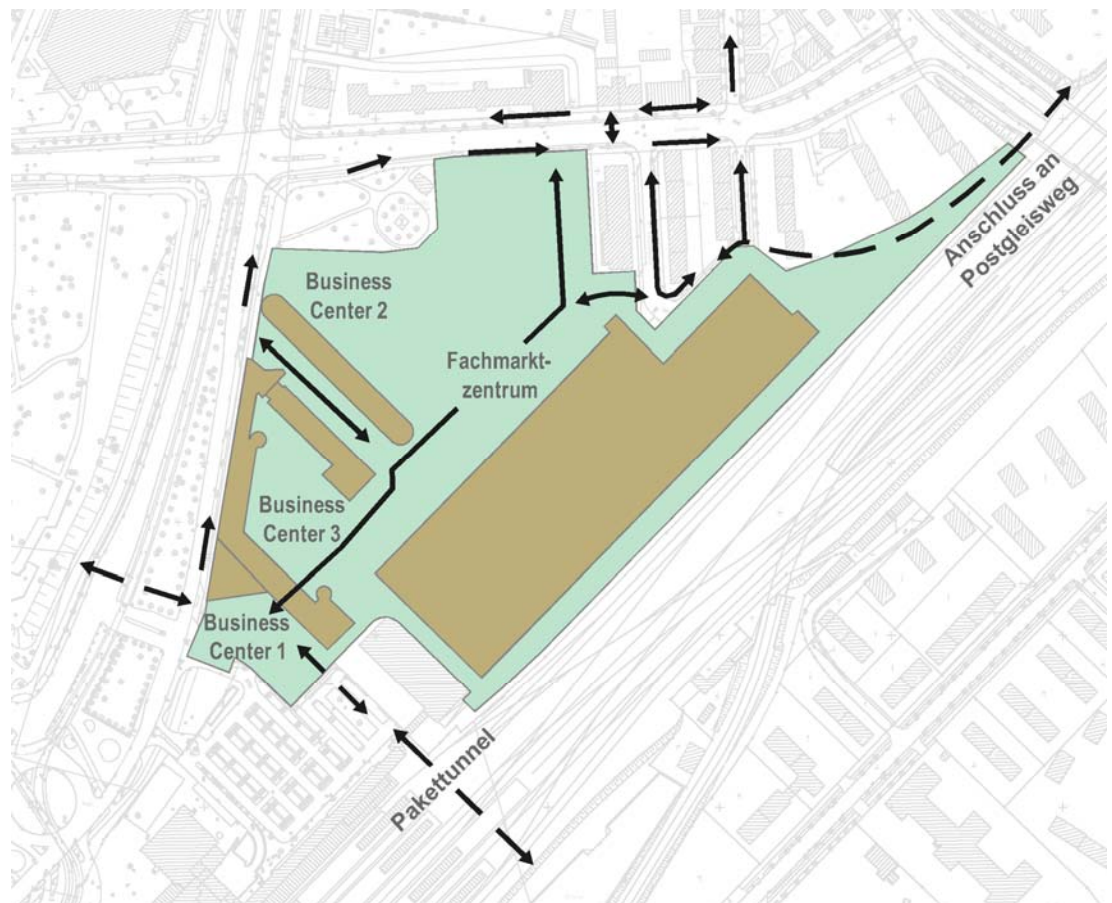 Business
Center 2
Fachmarkt-
zentrum
Business
Center 3
Business
Center 1
Pakettunnel
Anschluss an
Postgleisweg